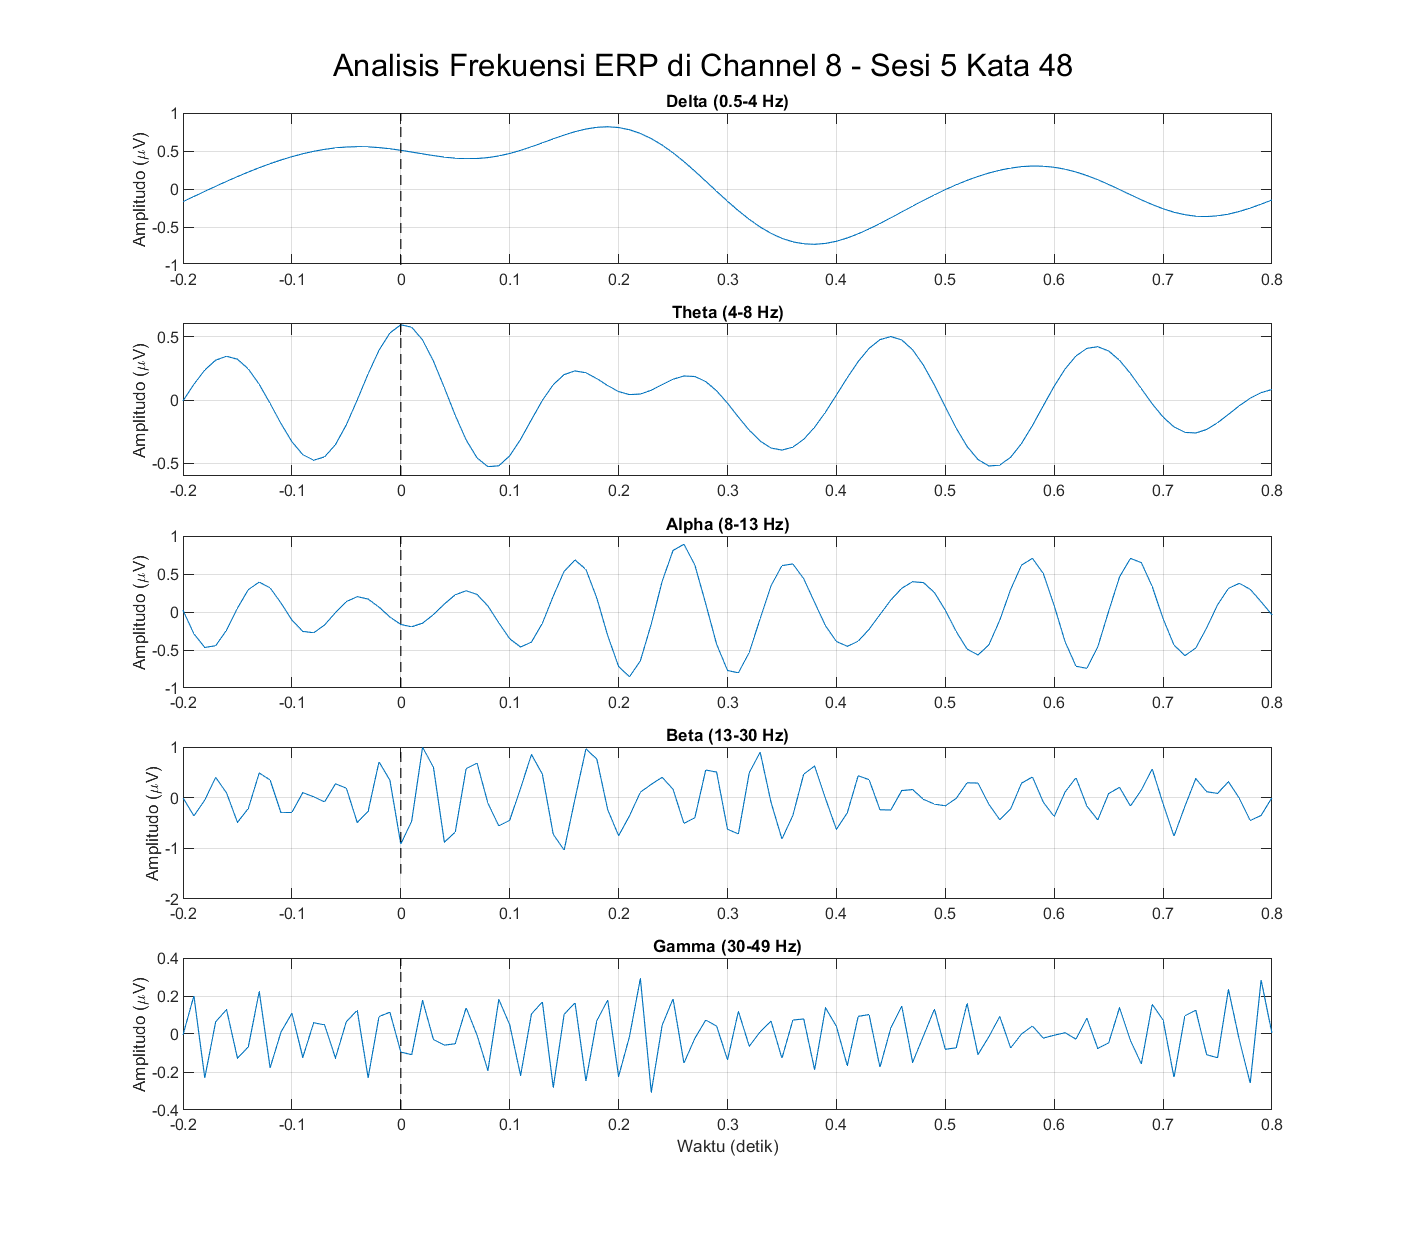 Analisis Frekuensi ERP di Channel 8 - Sesi 5 Kata 48
Delta (0.5-4 Hz)
Amplitudo (μV)
1
0.5
0
-0.5
-1
-0.2 -0.1 0 0.1 0.2 0.3 0.4 0.5 0.6 0.7 0.8
Theta (4-8 Hz)
Amplitudo (μV)
0.5
0
-0.5
-0.2 -0.1 0 0.1 0.2 0.3 0.4 0.5 0.6 0.7 0.8
Alpha (8-13 Hz)
Amplitudo (μV)
1
0.5
0
-0.5
-1
-0.2 -0.1 0 0.1 0.2 0.3 0.4 0.5 0.6 0.7 0.8
Beta (13-30 Hz)
Amplitudo (μV)
1
0
-1
-2
-0.2 -0.1 0 0.1 0.2 0.3 0.4 0.5 0.6 0.7 0.8
Gamma (30-49 Hz)
Amplitudo (μV)
0.4
0.2
0
-0.2
-0.4
-0.2 -0.1 0 0.1 0.2 0.3 0.4 0.5 0.6 0.7 0.8
Waktu (detik)